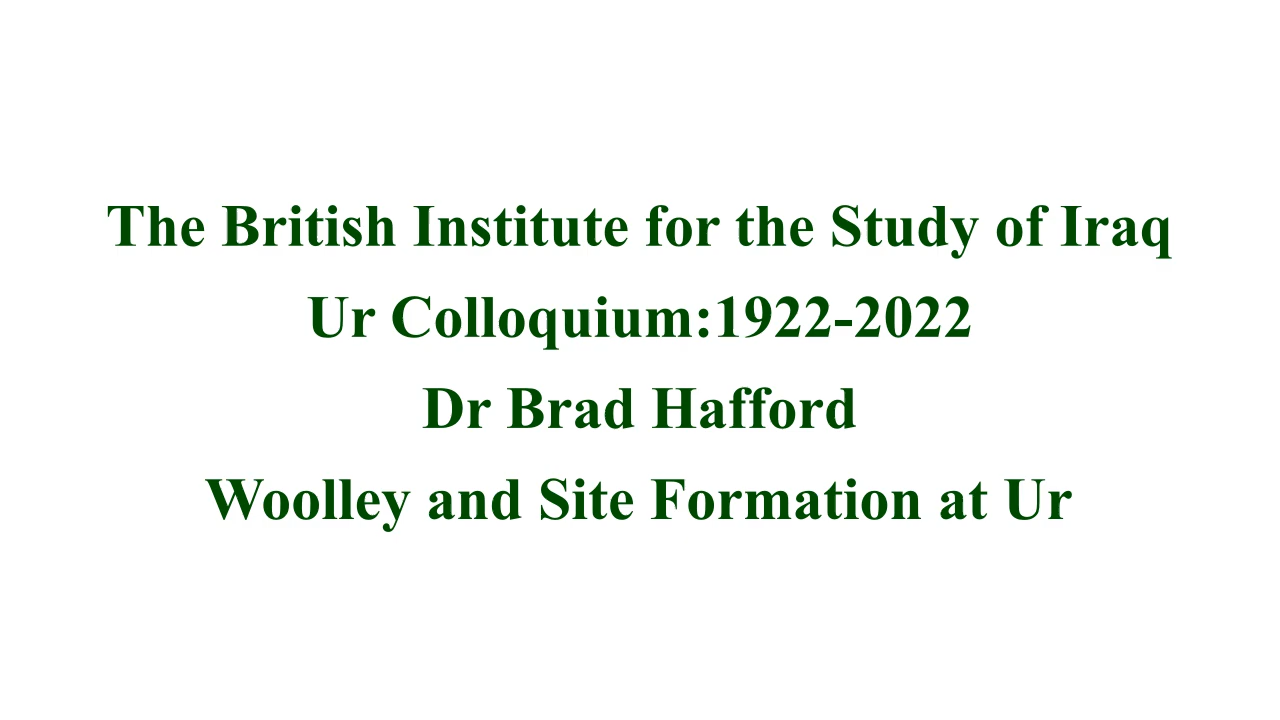 The British Institute for the Study of Iraq
Ur Colloquium:1922-2022
Dr Brad Hafford
Woolley and Site Formation at Ur